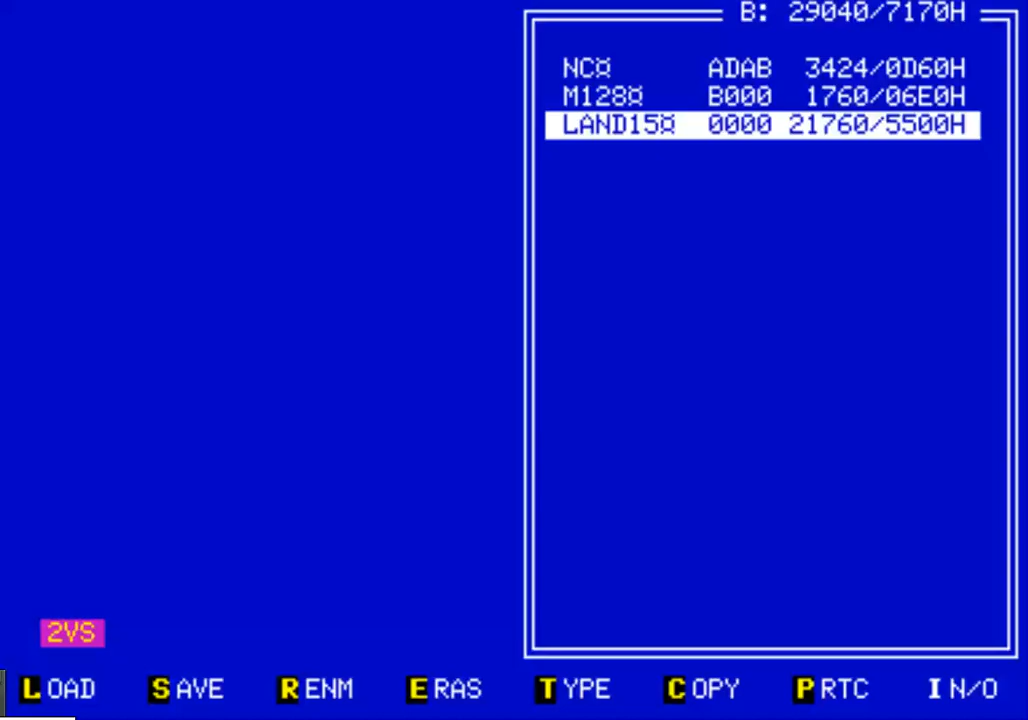 B: 29040/7170H
NC¤ ADAB 3424/0D60H
M128¤ B000 1760/06E0H
LAND15¤ 0000 21760/5500H
2VS
LOAD SAVE RENM ERAS TYPE COPY PRTC IN/O